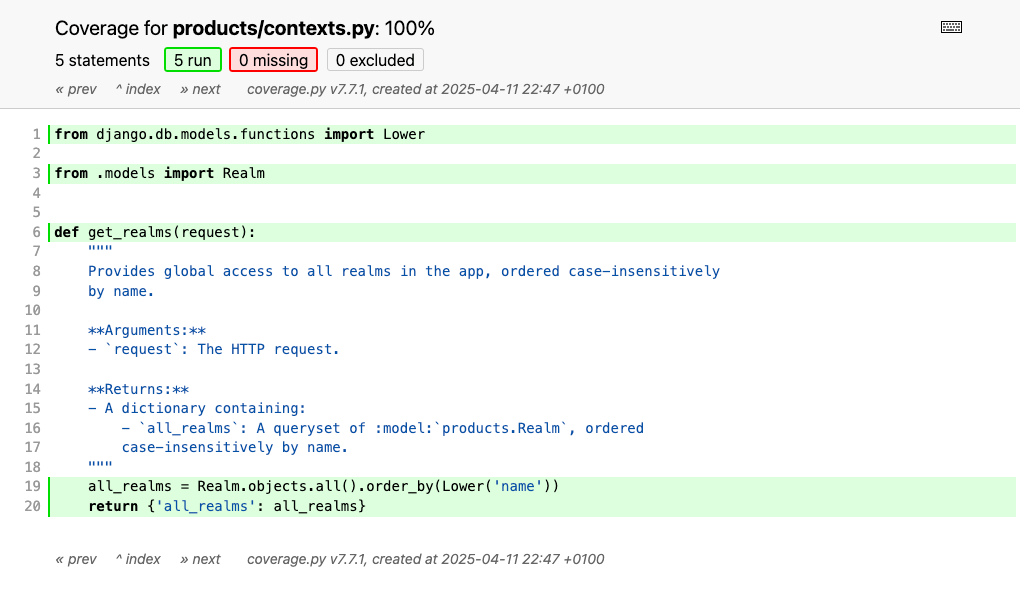 Coverage for products/contexts.py: 100%
5 statements 5 run 0 missing 0 excluded
« prev ^ index » next coverage.py v7.7.1, created at 2025-04-11 22:47 +0100
1 from django.db.models.functions import Lower
2
3 from .models import Realm
4
5
6 def get_realms(request):
7     """
8     Provides global access to all realms in the app, ordered case-insensitively
9     by name.
10
11     **Arguments:**
12     - `request`: The HTTP request.
13
14     **Returns:**
15     - A dictionary containing:
16         - `all_realms`: A queryset of :model:`products.Realm`, ordered
17         case-insensitively by name.
18     """
19     all_realms = Realm.objects.all().order_by(Lower('name'))
20     return {'all_realms': all_realms}
« prev ^ index » next coverage.py v7.7.1, created at 2025-04-11 22:47 +0100